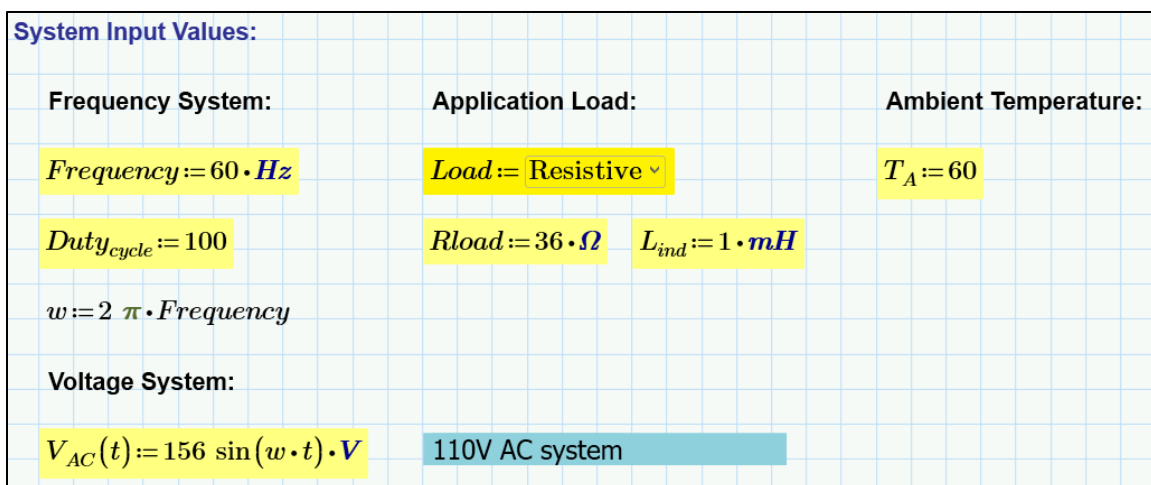 System Input Values:
Frequency System: Application Load: Ambient Temperature:
Frequency := 60 · Hz Load := Resistive T_A := 60
Duty_cycle := 100 Rload := 36 · Ω L_ind := 1 · mH
w := 2 π · Frequency
Voltage System:
V_AC(t) := 156 sin(w · t) · V 110V AC system